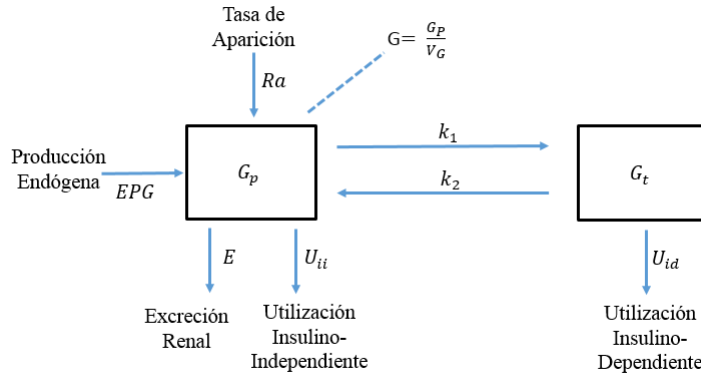 Tasa de
Aparición
G= G_P / V_G
Ra
Producción
Endógena
EPG
G_p
k_1
k_2
G_t
E
U_ii
U_id
Excreción
Renal
Utilización
Insulino-
Independiente
Utilización
Insulino-
Dependiente